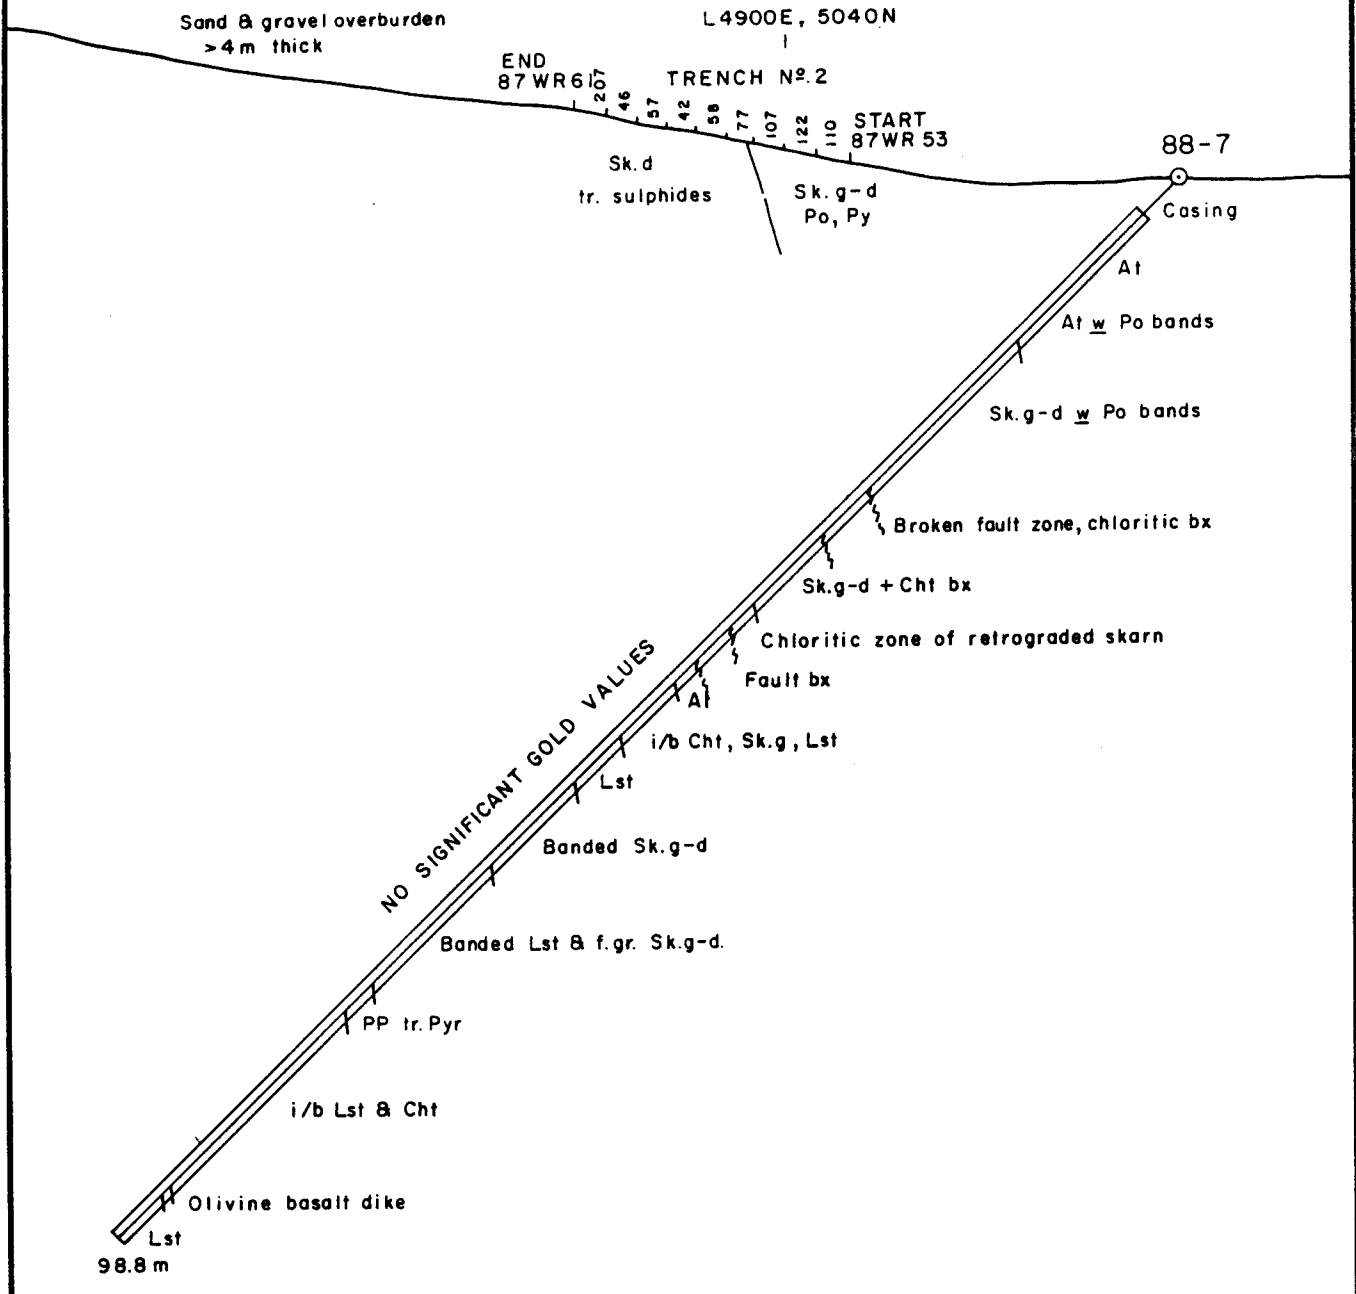 Sand & gravel overburden
>4m thick
L4900E, 5040N
END
87WR61
TRENCH Nº.2
207
46
57
42
58
77
107
122
110
START
87WR 53
88-7
Sk.d
tr. sulphides
Sk.g-d
Po, Py
Casing
At
At w Po bands
Sk.g-d w Po bands
Broken fault zone, chloritic bx
Sk.g-d + Cht bx
Chloritic zone of retrograded skarn
Fault bx
At
i/b Cht, Sk.g, Lst
Lst
NO SIGNIFICANT GOLD VALUES
Banded Sk.g-d
Banded Lst & f.gr. Sk.g-d.
PP tr. Pyr
i/b Lst & Cht
Olivine basalt dike
Lst
98.8m